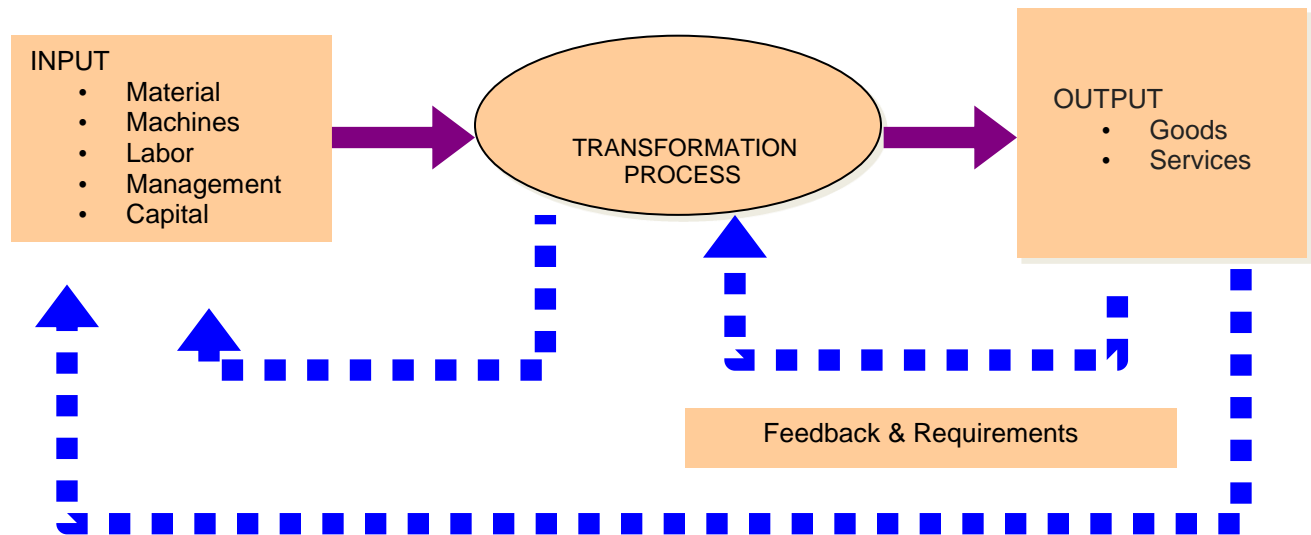 INPUT
• Material
• Machines
• Labor
• Management
• Capital
TRANSFORMATION
PROCESS
OUTPUT
• Goods
• Services
Feedback & Requirements